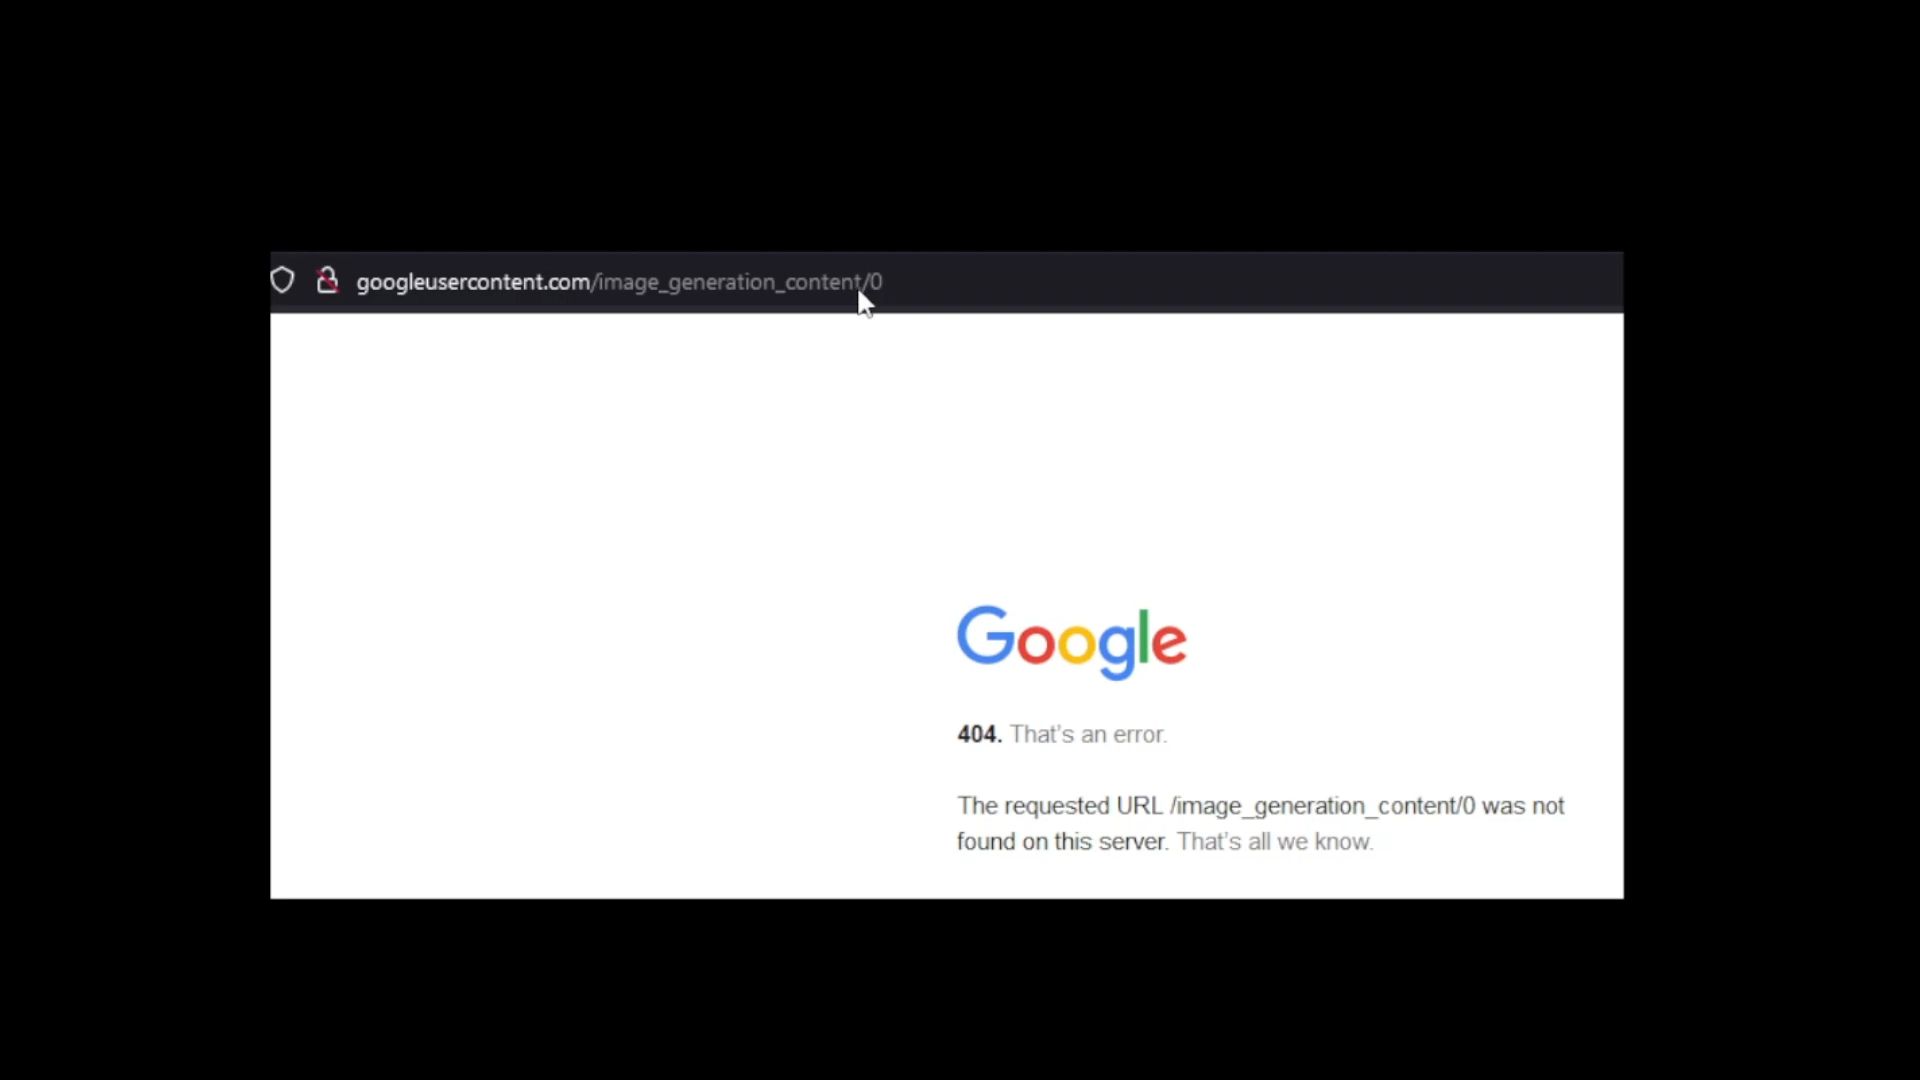 googleusercontent.com/image_generation_content/0
Google
404. That's an error.
The requested URL /image_generation_content/0 was not
found on this server. That's all we know.